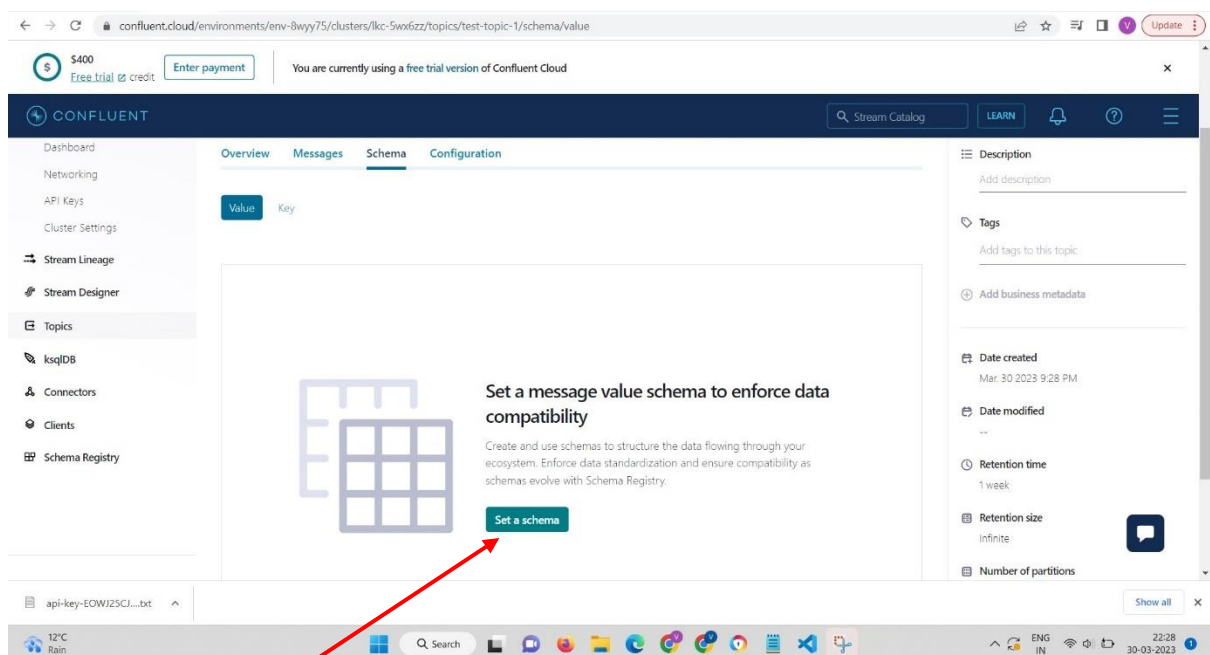 confluent.cloud/environments/env-8wyy75/clusters/lkc-5wx6zz/topics/test-topic-1/schema/value
V
Update
$
$400
Free trial credit
Enter payment
You are currently using a free trial version of Confluent Cloud
CONFLUENT
Stream Catalog
LEARN
Dashboard
Networking
API Keys
Cluster Settings
Stream Lineage
Stream Designer
Topics
ksqlDB
Connectors
Clients
Schema Registry
Overview Messages Schema Configuration
Value Key
Set a message value schema to enforce data
compatibility
Create and use schemas to structure the data flowing through your
ecosystem. Enforce data standardization and ensure compatibility as
schemas evolve with Schema Registry.
Set a schema
Description
Add description
Tags
Add tags to this topic
Add business metadata
Date created
Mar. 30 2023 9:28 PM
Date modified
--
Retention time
1 week
Retention size
Infinite
Number of partitions
api-key-EOWJ25CJ....txt
Show all
12°C
Rain
Search
ENG
IN
22:28
30-03-2023
1